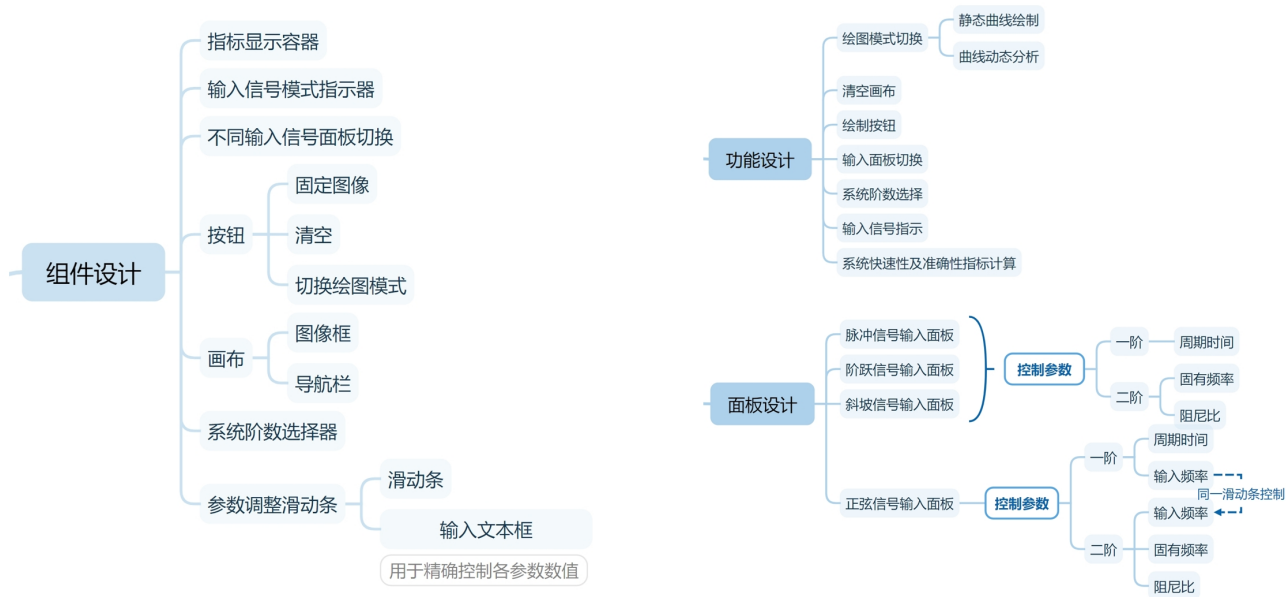 组件设计
指标显示容器
输入信号模式指示器
不同输入信号面板切换
按钮
固定图像
清空
切换绘图模式
画布
图像框
导航栏
系统阶数选择器
参数调整滑动条
滑动条
输入文本框
用于精确控制各参数数值
功能设计
绘图模式切换
静态曲线绘制
曲线动态分析
清空画布
绘制按钮
输入面板切换
系统阶数选择
输入信号指示
系统快速性及准确性指标计算
面板设计
脉冲信号输入面板
阶跃信号输入面板
斜坡信号输入面板
控制参数
一阶
周期时间
二阶
固有频率
阻尼比
正弦信号输入面板
控制参数
一阶
周期时间
输入频率
同一滑动条控制
二阶
输入频率
固有频率
阻尼比